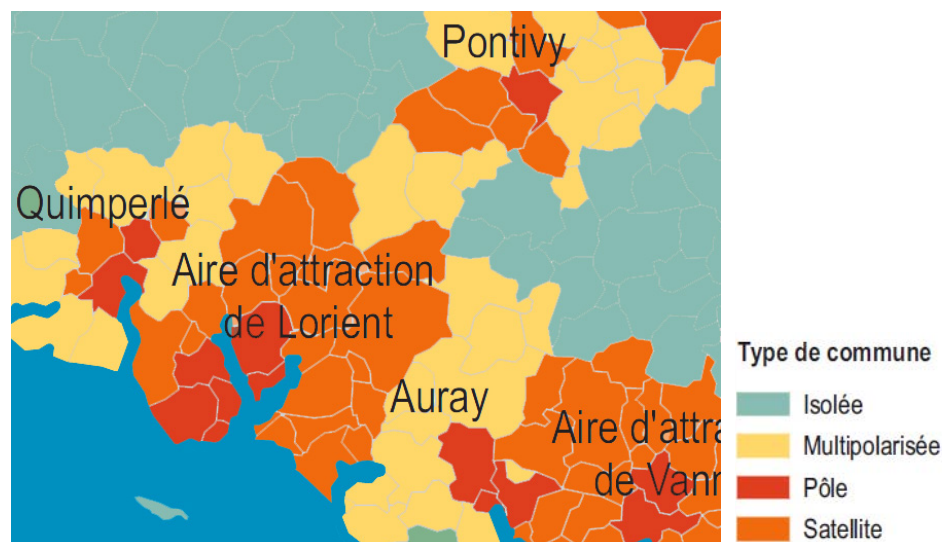 Pontivy
Quimperlé
Aire d'attraction
de Lorient
Auray
Aire d'attra
de Vann
Type de commune
Isolée
Multipolarisée
Pôle
Satellite